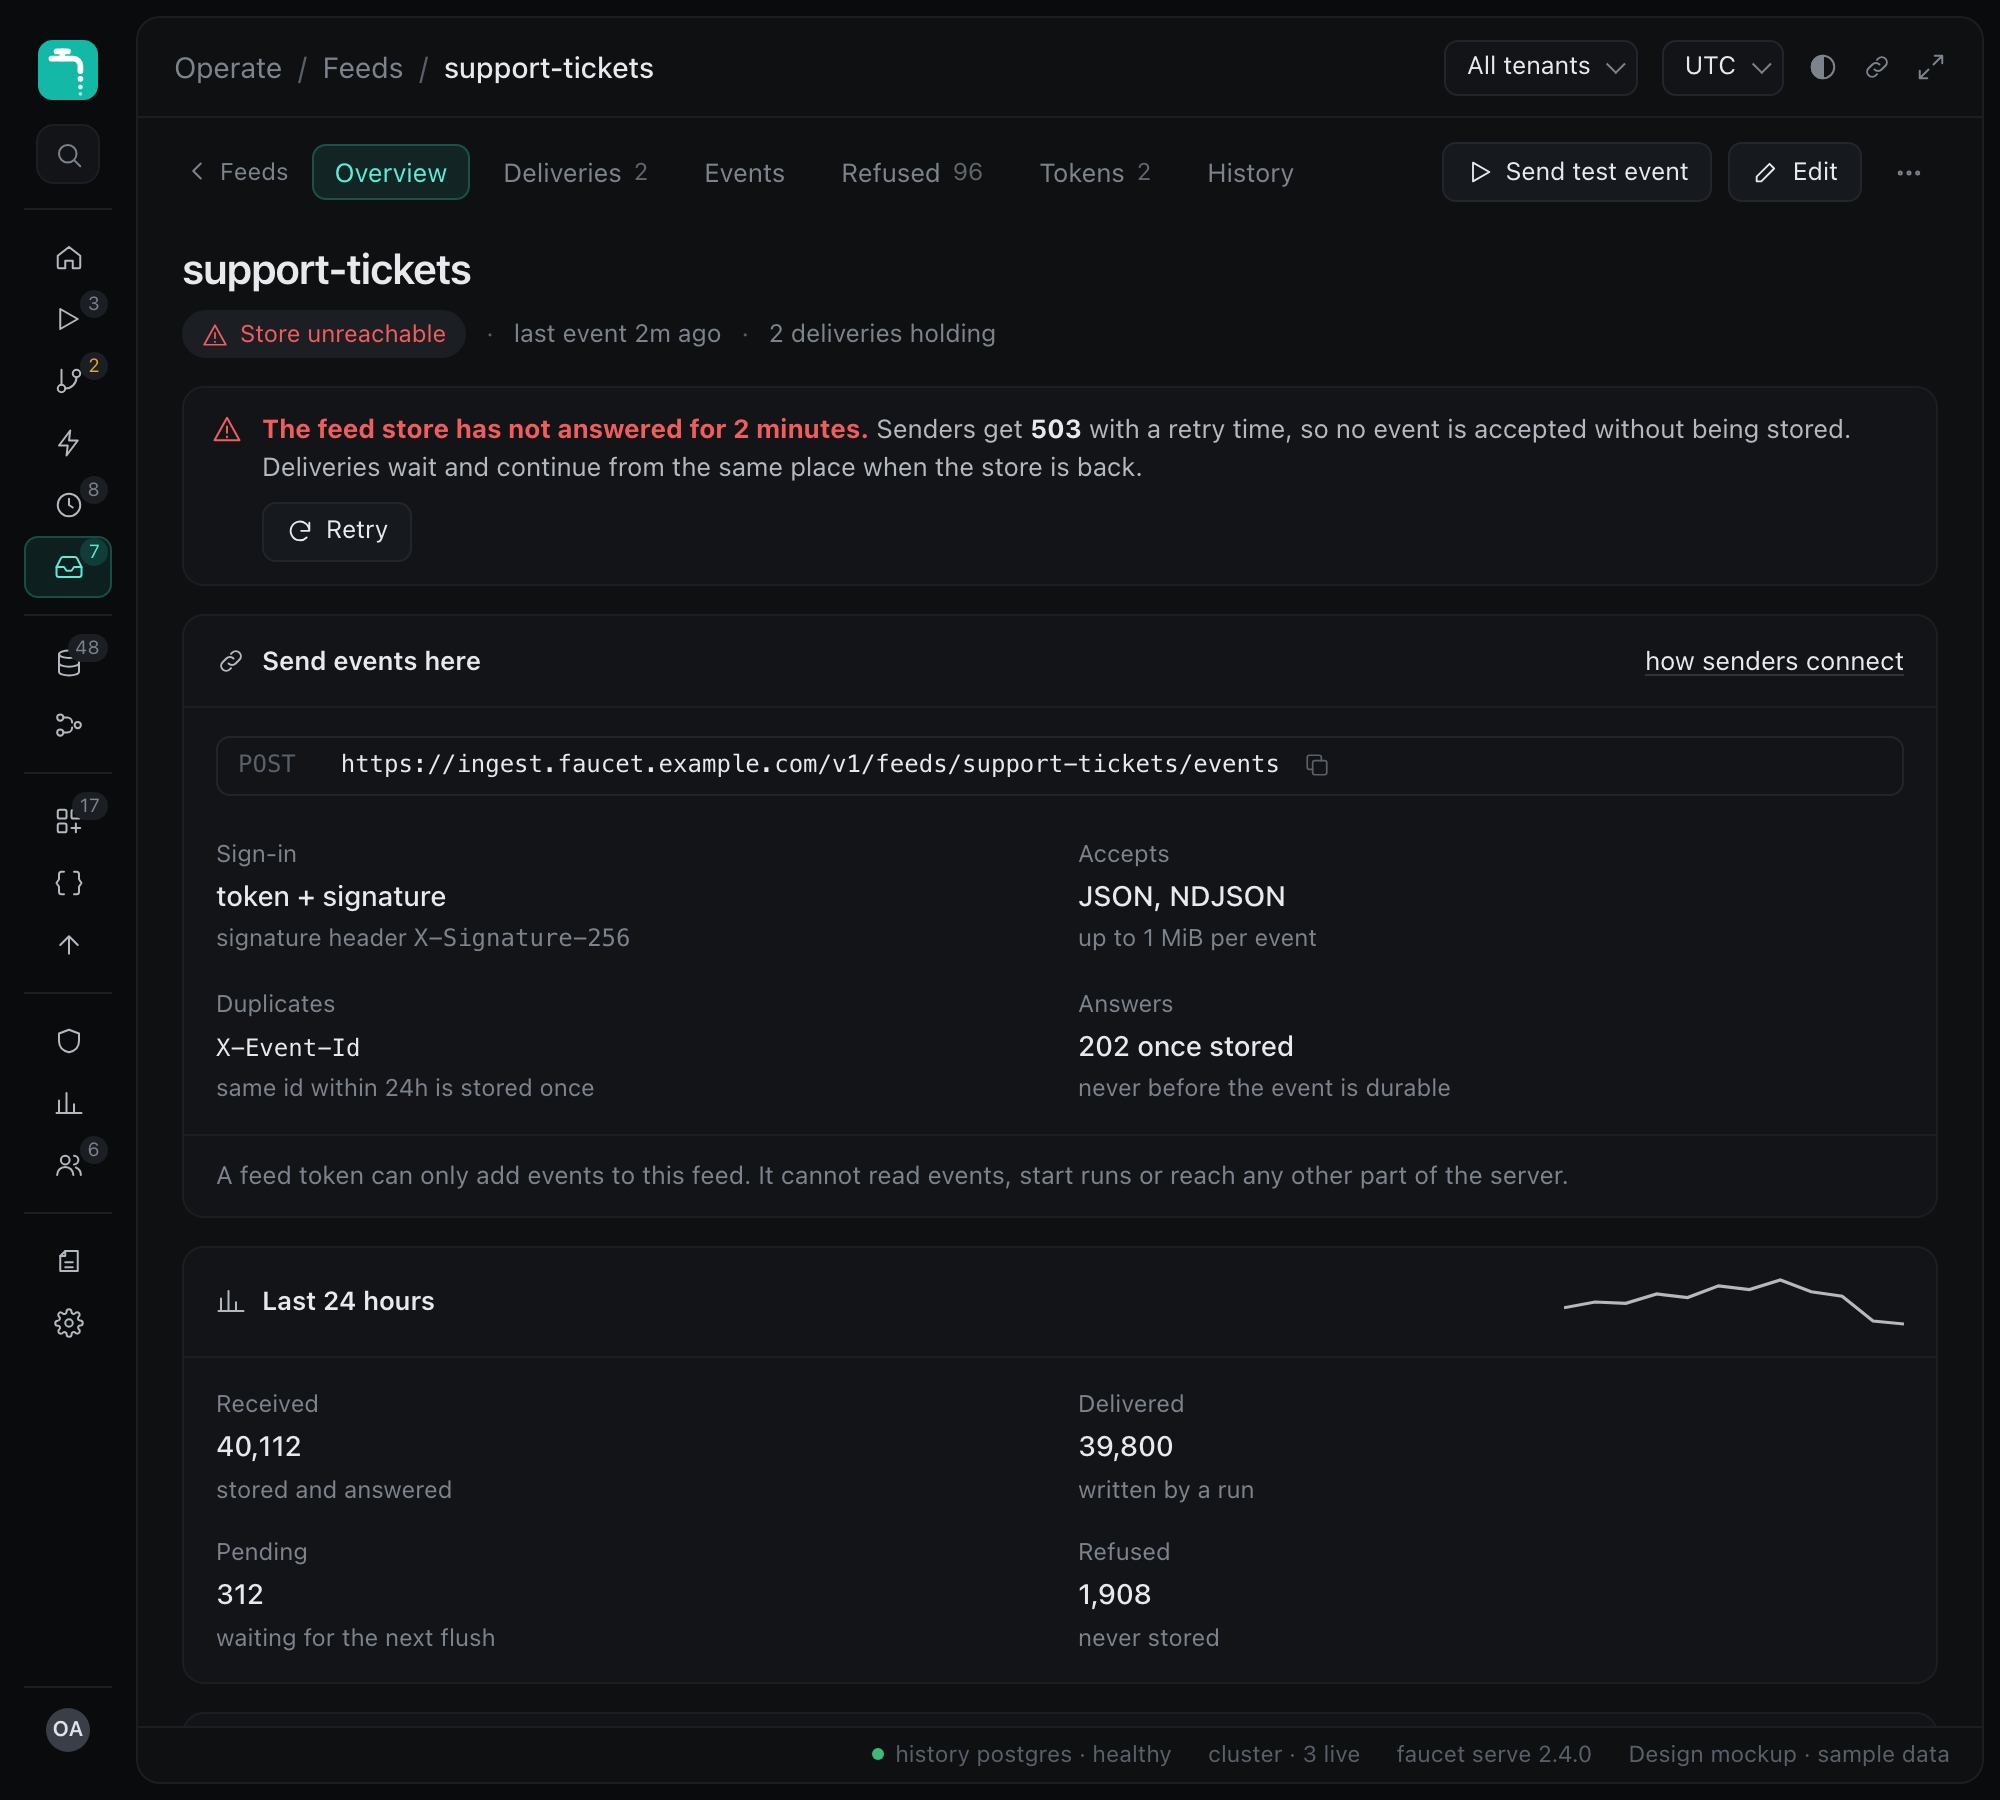 Operate / Feeds / support-tickets
All tenants
UTC
Feeds
Overview
Deliveries 2
Events
Refused 96
Tokens 2
History
Send test event
Edit
3
2
8
7
48
17
6
OA
support-tickets
Store unreachable · last event 2m ago · 2 deliveries holding
The feed store has not answered for 2 minutes. Senders get 503 with a retry time, so no event is accepted without being stored.
Deliveries wait and continue from the same place when the store is back.
Retry
Send events here
how senders connect
POST https://ingest.faucet.example.com/v1/feeds/support-tickets/events
Sign-in
token + signature
signature header X-Signature-256
Accepts
JSON, NDJSON
up to 1 MiB per event
Duplicates
X-Event-Id
same id within 24h is stored once
Answers
202 once stored
never before the event is durable
A feed token can only add events to this feed. It cannot read events, start runs or reach any other part of the server.
Last 24 hours
Received
40,112
stored and answered
Delivered
39,800
written by a run
Pending
312
waiting for the next flush
Refused
1,908
never stored
history postgres · healthy
cluster · 3 live
faucet serve 2.4.0
Design mockup · sample data